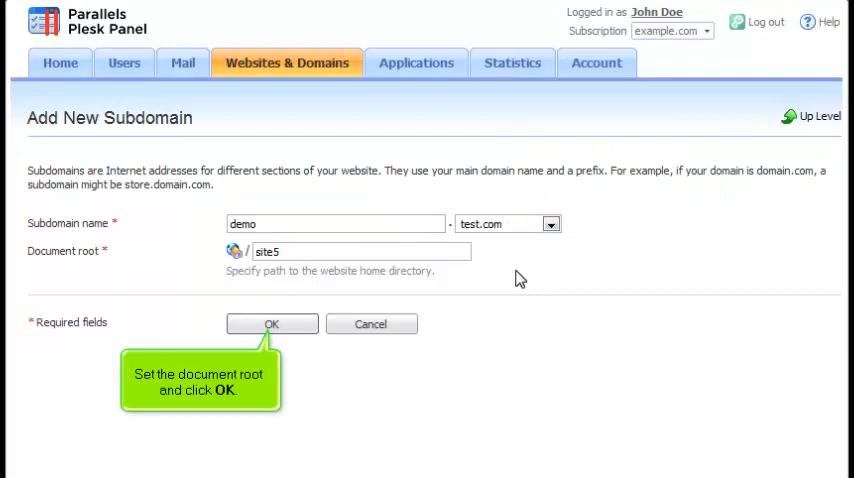 Parallels
Plesk Panel
Logged in as John Doe
Subscription example.com
Log out
Help
Home
Users
Mail
Websites & Domains
Applications
Statistics
Account
Add New Subdomain
Up Level
Subdomains are Internet addresses for different sections of your website. They use your main domain name and a prefix. For example, if your domain is domain.com, a
subdomain might be store.domain.com.
Subdomain name * demo . test.com
Document root * / site5
Specify path to the website home directory.
* Required fields
OK
Cancel
Set the document root
and click OK.